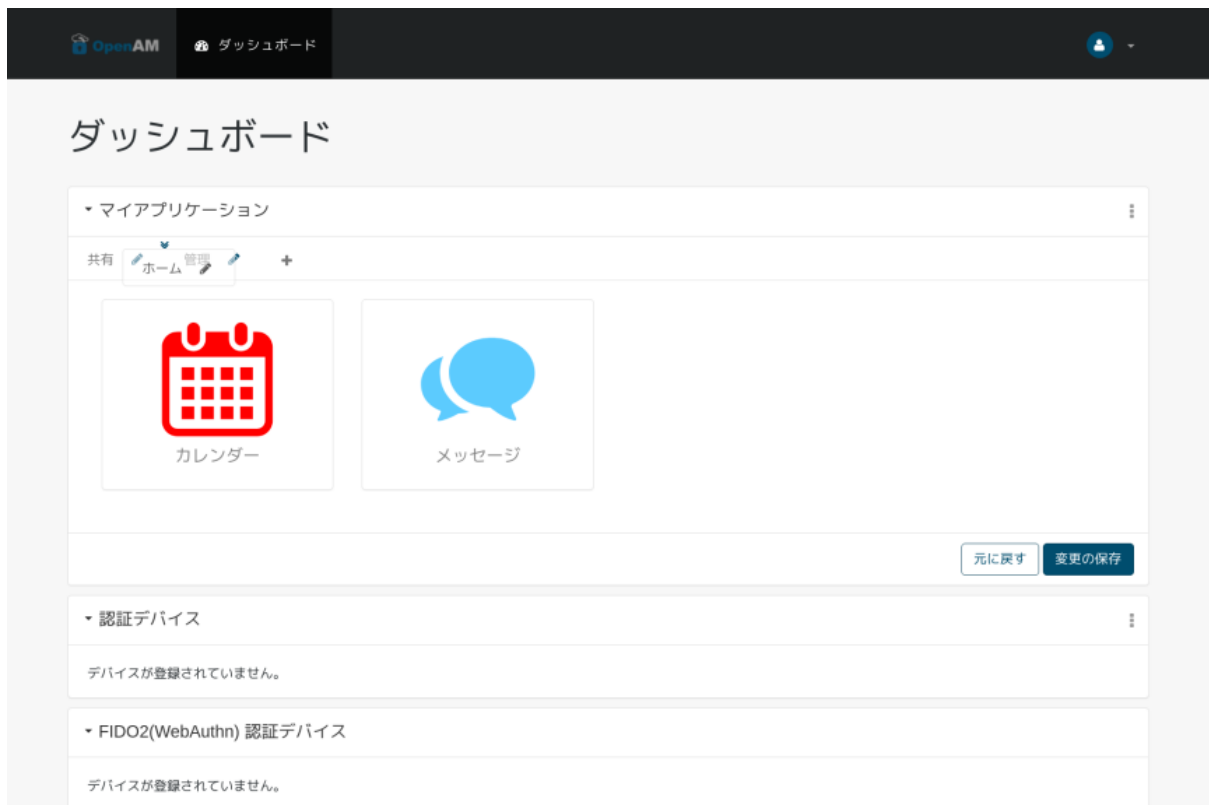 OpenAM ダッシュボード
ダッシュボード
マイアプリケーション
共有 ホーム 管理 +
カレンダー メッセージ
元に戻す 変更の保存
認証デバイス
デバイスが登録されていません。
FIDO2(WebAuthn) 認証デバイス
デバイスが登録されていません。